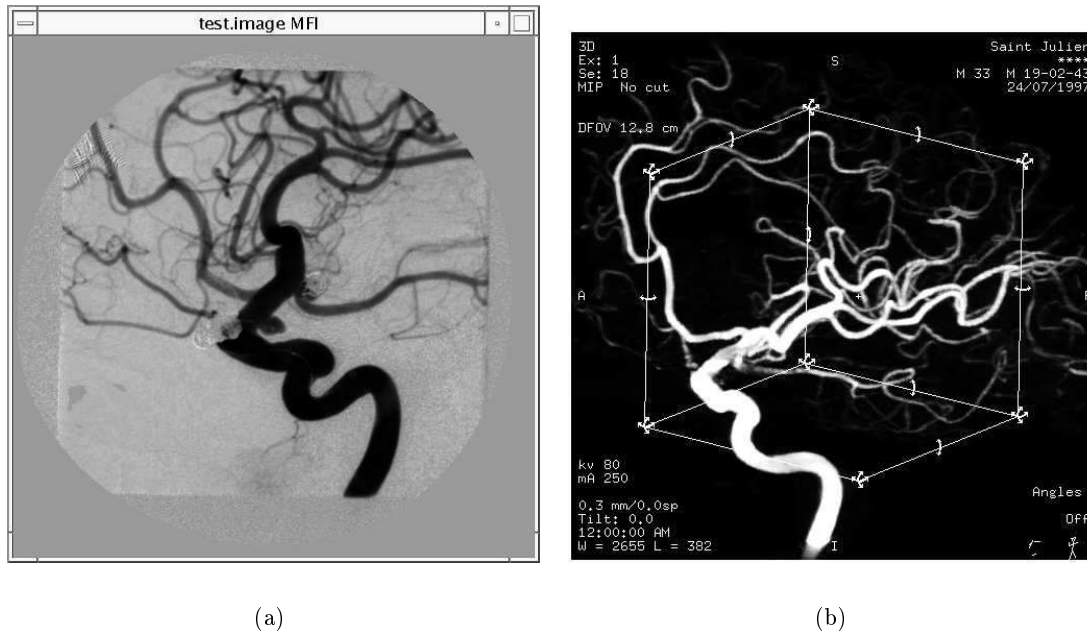 test.image MFI
3D
Ex: 1
Se: 18
MIP No cut
DFOV 12.8 cm
S
Saint Julien
****
M 33 M 19-02-43
24/07/1997
A
kv 80
mA 250
0.3 mm/0.0sp
Tilt: 0.0
12:00:00 AM
W = 2655 L = 382
I
Angles
Off
(a)
(b)